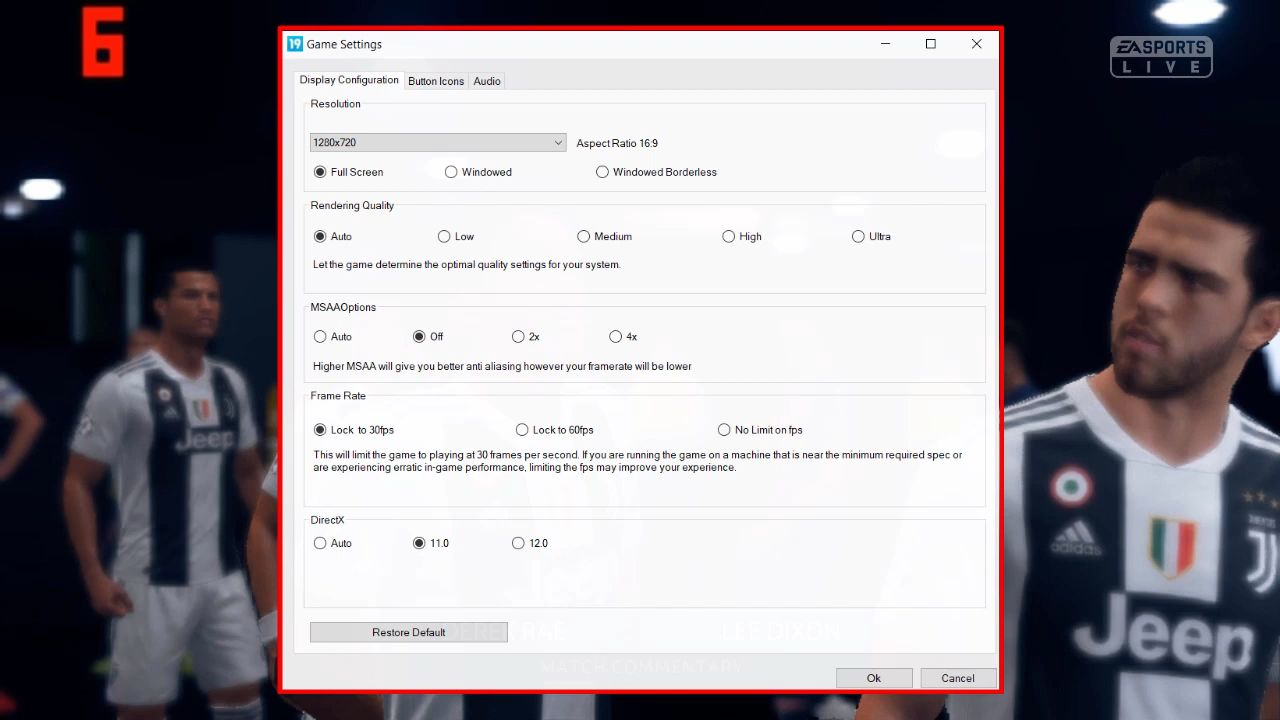 6
19 Game Settings
EA SPORTS
LIVE
Display Configuration Button Icons Audio
Resolution
1280x720 Aspect Ratio 16:9
Full Screen Windowed Windowed Borderless
Rendering Quality
Auto Low Medium High Ultra
Let the game determine the optimal quality settings for your system.
MSAAOptions
Auto Off 2x 4x
Higher MSAA will give you better anti aliasing however your framerate will be lower
Frame Rate
Lock to 30fps Lock to 60fps No Limit on fps
This will limit the game to playing at 30 frames per second. If you are running the game on a machine that is near the minimum required spec or
are experiencing erratic in-game performance, limiting the fps may improve your experience.
DirectX
Auto 11.0 12.0
Restore Default
DEREK RAE LEE DIXON
MATCH COMMENTARY
Ok Cancel
Jeep
adidas
Jeep